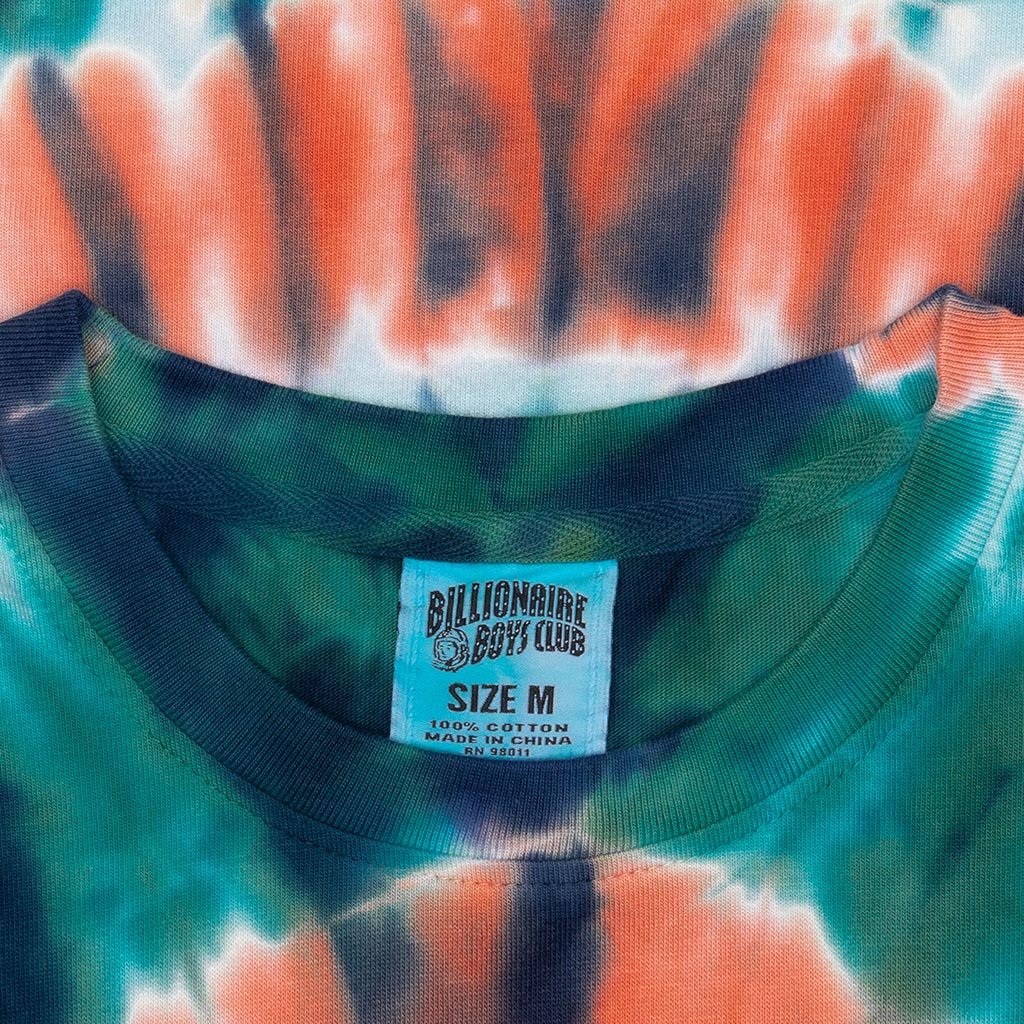 BILLIONAIRE
BOYS CLUB
SIZE M
100% COTTON
MADE IN CHINA
RN 98011